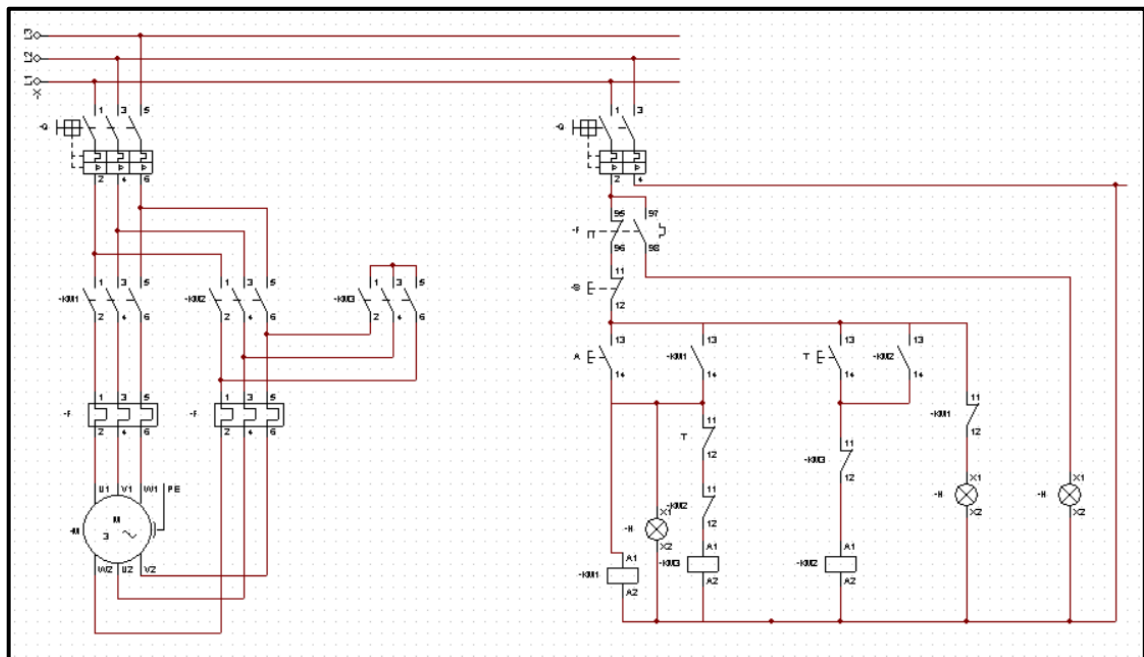 L3
L2
L1
-X
1 3 5
1 3
-Q
-Q
2 4 6
2 4
95 97
-F
96 98
11
-S
12
1 3 5
1 3 5
1 3 5
-KM1
-KM2
-KM3
2 4 6
2 4 6
2 4 6
13 13 13 13
A
-KM1
T
-KM2
14 14 14 14
1 3 5
1 3 5
-F
-F
2 4 6
2 4 6
11
-KM1
12
11
T
12
11
-KM3
12
U1 V1 W1 PE
-M
M
3
W2 U2 V2
11
-KM2
12
X1
-H
X2
X1
-H
X2
X1
-H
X2
A1
-KM1
A2
A1
-KM3
A2
A1
-KM2
A2